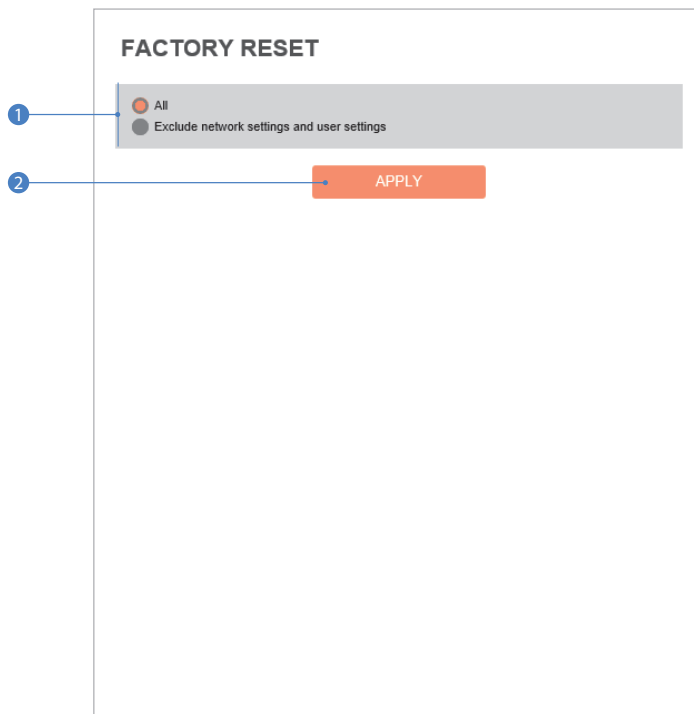 FACTORY RESET
1
All
Exclude network settings and user settings
2
APPLY